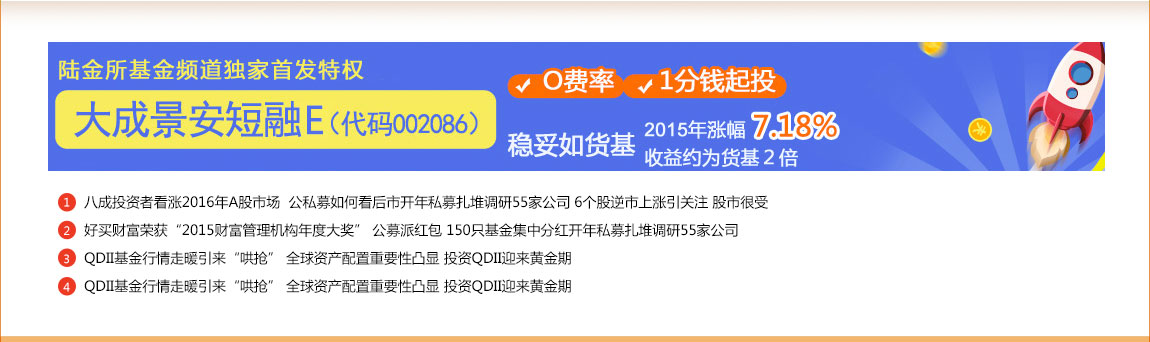 陆金所基金频道独家首发特权
大成景安短融E（代码002086）
0费率 1分钱起投
稳妥如货基
2015年涨幅 7.18%
收益约为货基2倍
1 八成投资者看涨2016年A股市场 公私募如何看后市开年私募扎堆调研55家公司 6个股逆市上涨引关注 股市很受
2 好买财富荣获“2015财富管理机构年度大奖” 公募派红包 150只基金集中分红开年私募扎堆调研55家公司
3 QDII基金行情走暖引来“哄抢” 全球资产配置重要性凸显 投资QDII迎来黄金期
4 QDII基金行情走暖引来“哄抢” 全球资产配置重要性凸显 投资QDII迎来黄金期